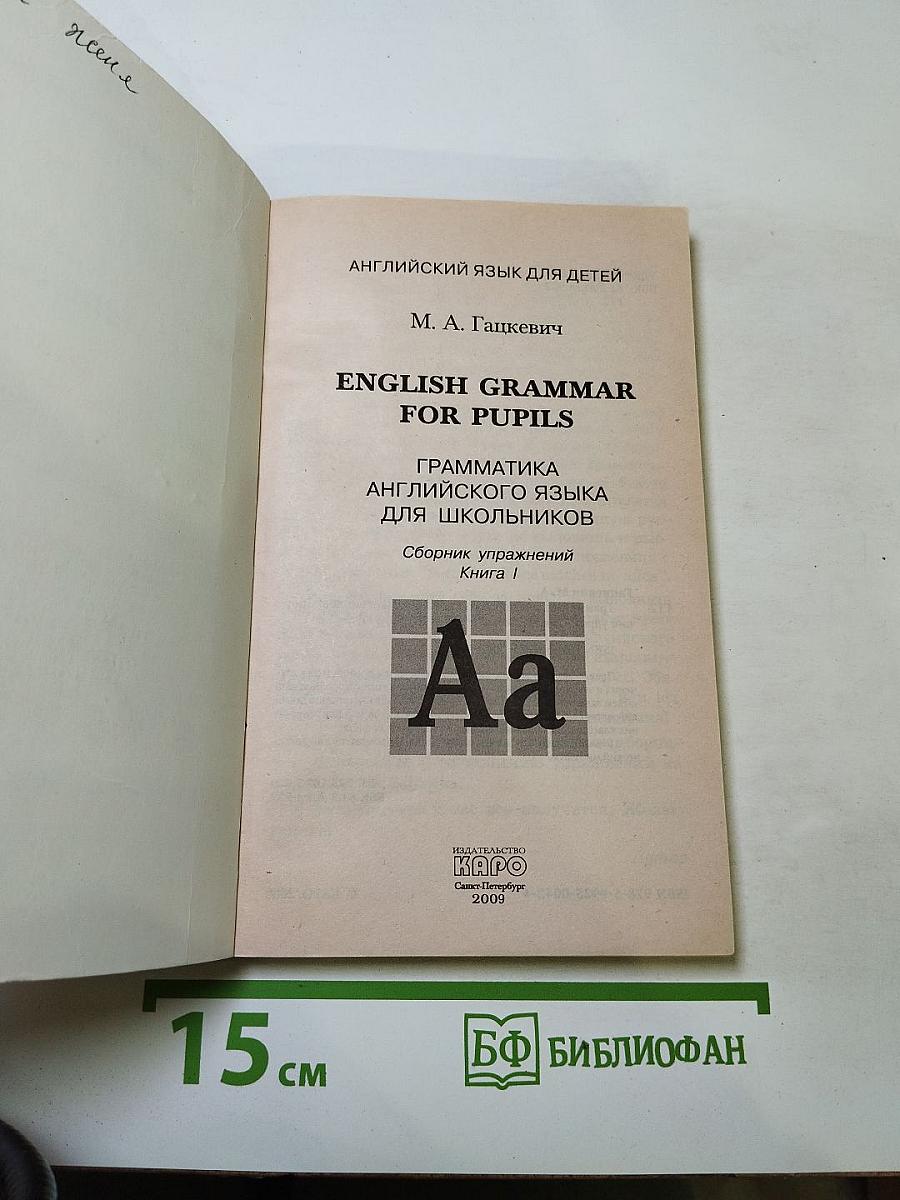 женя
АНГЛИЙСКИЙ ЯЗЫК ДЛЯ ДЕТЕЙ
М. А. Гацкевич
ENGLISH GRAMMAR
FOR PUPILS
ГРАММАТИКА
АНГЛИЙСКОГО ЯЗЫКА
ДЛЯ ШКОЛЬНИКОВ
Сборник упражнений
Книга I
Aa
ИЗДАТЕЛЬСТВО
КАРО
Санкт-Петербург
2009
15 см
БФ БИБЛИОФАН